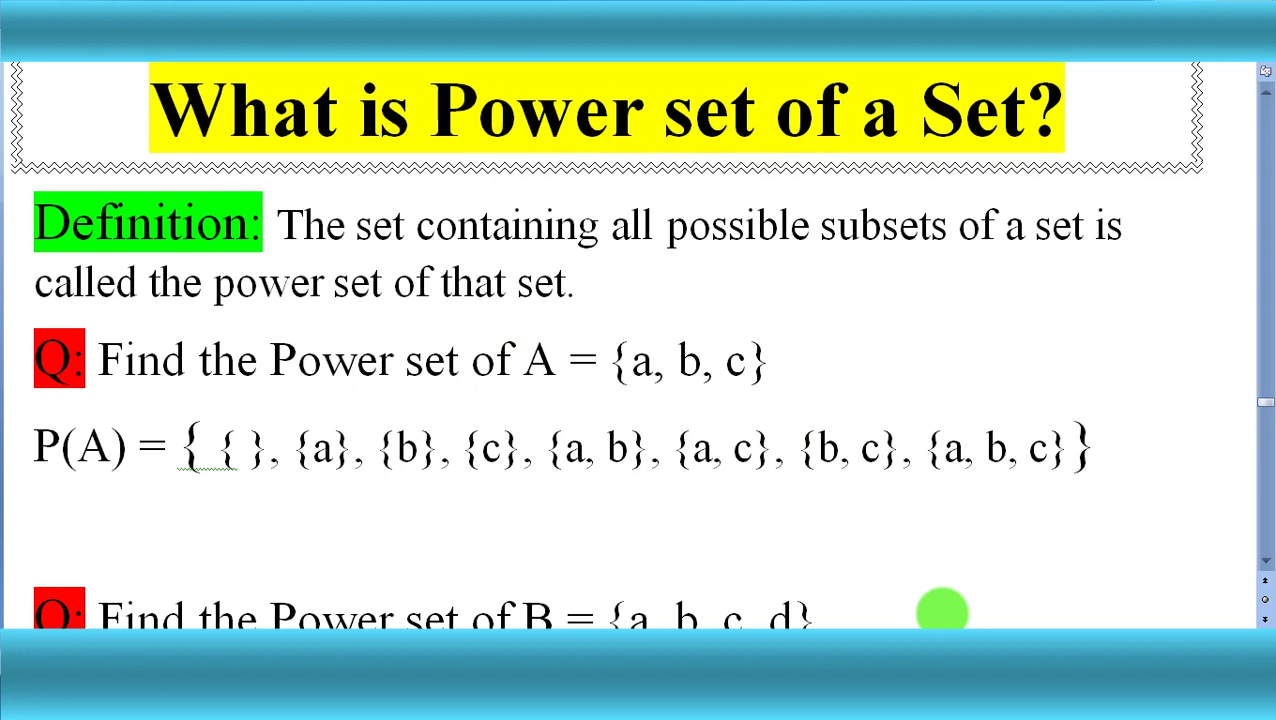 What is Power set of a Set?
Definition: The set containing all possible subsets of a set is
called the power set of that set.
Q: Find the Power set of A = {a, b, c}
P(A) = { { }, {a}, {b}, {c}, {a, b}, {a, c}, {b, c}, {a, b, c} }
Q: Find the Power set of B = {a, b, c, d}